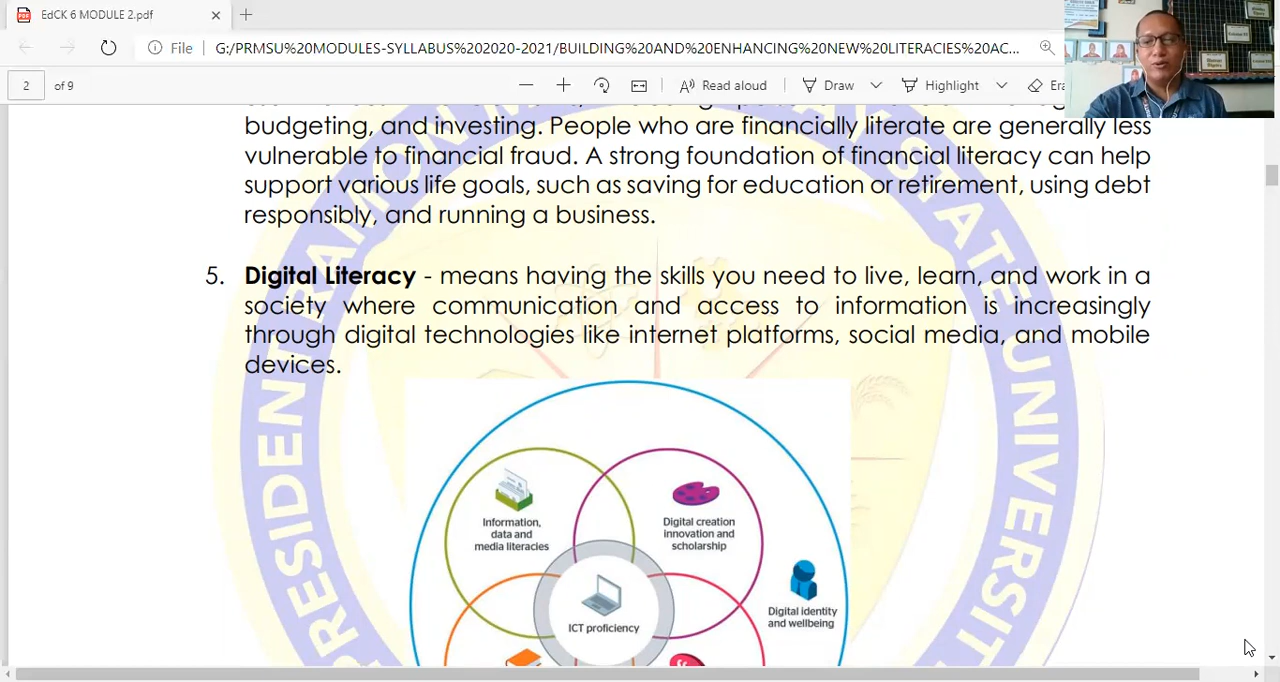 EdCK 6 MODULE 2.pdf
File
G:/PRMSU%20MODULES-SYLLABUS%202020-2021/BUILDING%20AND%20ENHANCING%20NEW%20LITERACIES%20AC...
2 of 9
Read aloud
Draw
Highlight
budgeting, and investing. People who are financially literate are generally less
vulnerable to financial fraud. A strong foundation of financial literacy can help
support various life goals, such as saving for education or retirement, using debt
responsibly, and running a business.
5. Digital Literacy - means having the skills you need to live, learn, and work in a
society where communication and access to information is increasingly
through digital technologies like internet platforms, social media, and mobile
devices.
Information,
data and
media literacies
Digital creation
innovation and
scholarship
ICT proficiency
Digital identity
and wellbeing
PRESIDENT RAMON
STATE UNIVERSIT